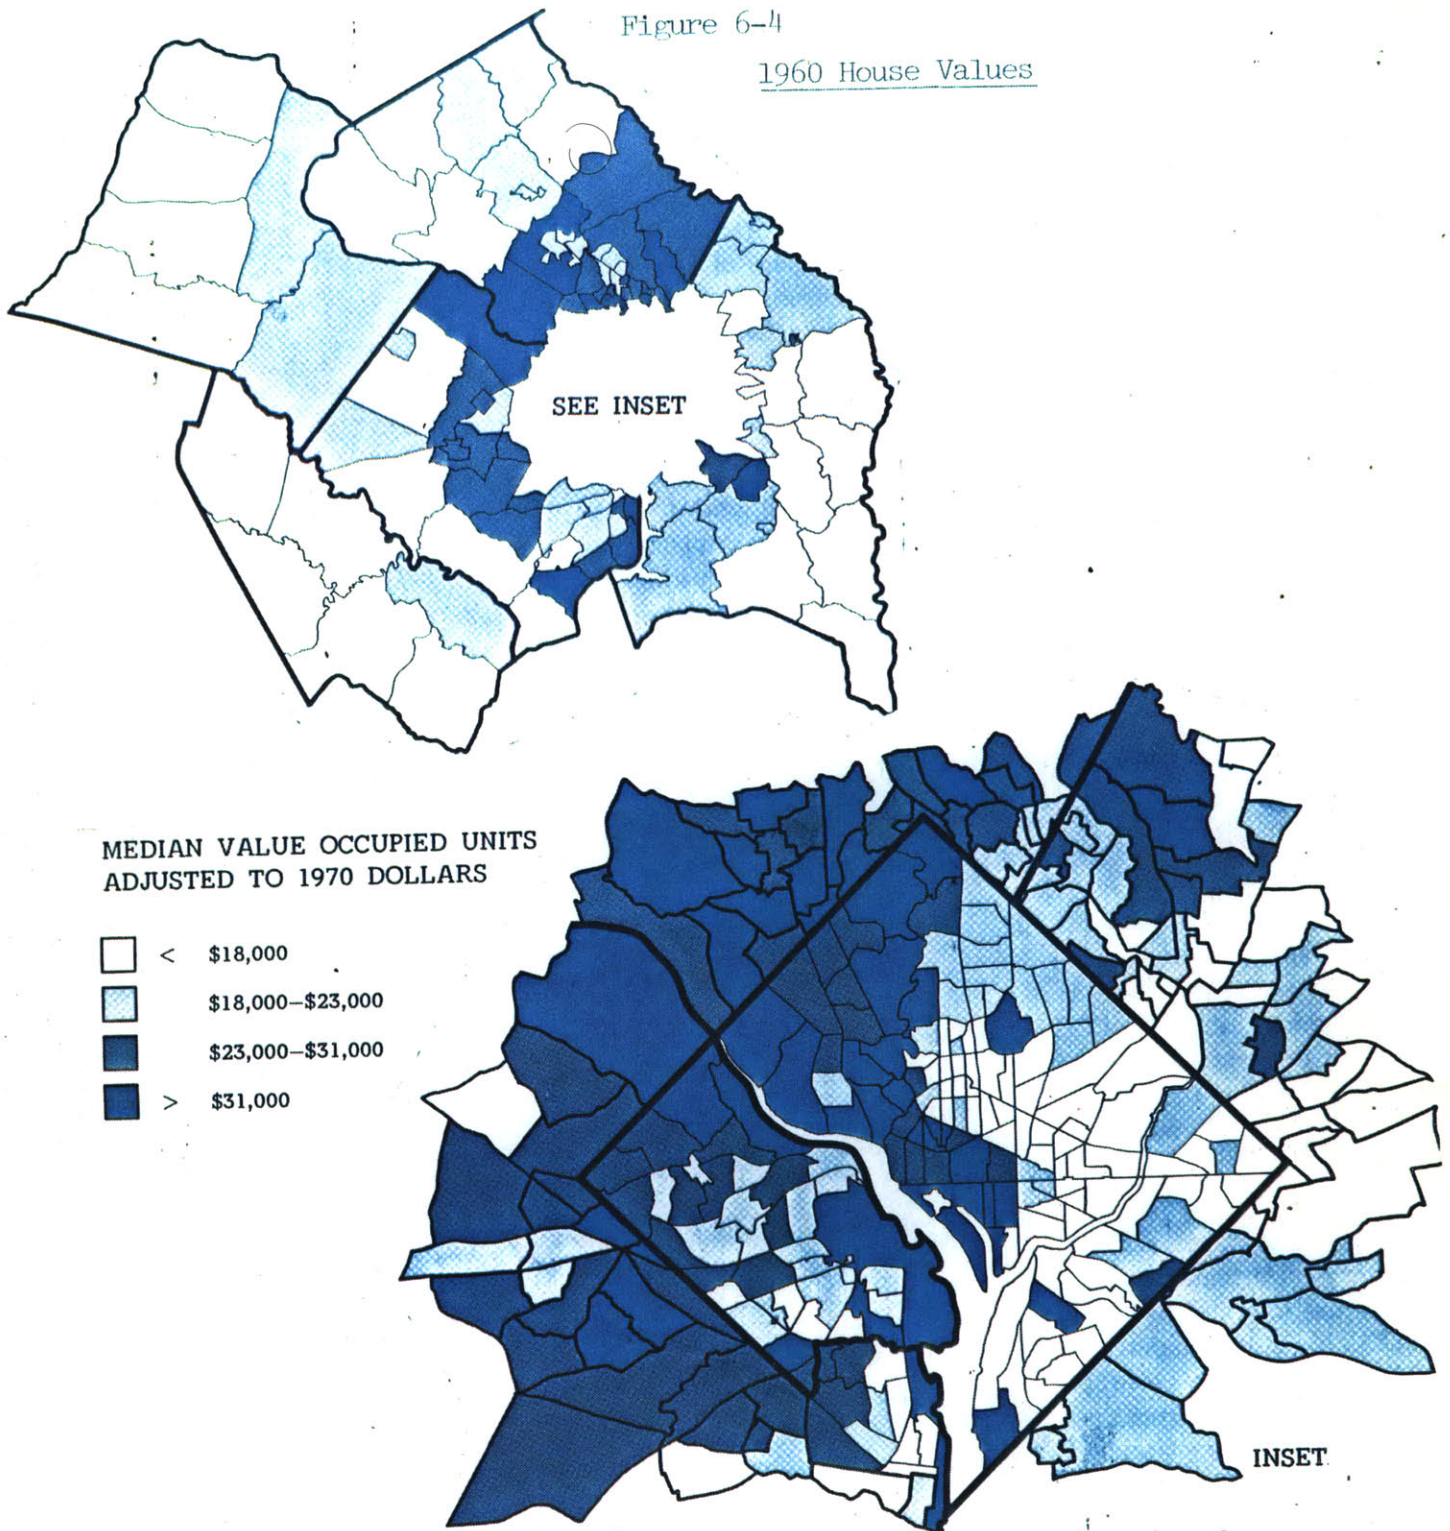 Figure 6-4
1960 House Values
SEE INSET
MEDIAN VALUE OCCUPIED UNITS
ADJUSTED TO 1970 DOLLARS
< $18,000
$18,000–$23,000
$23,000–$31,000
> $31,000
INSET